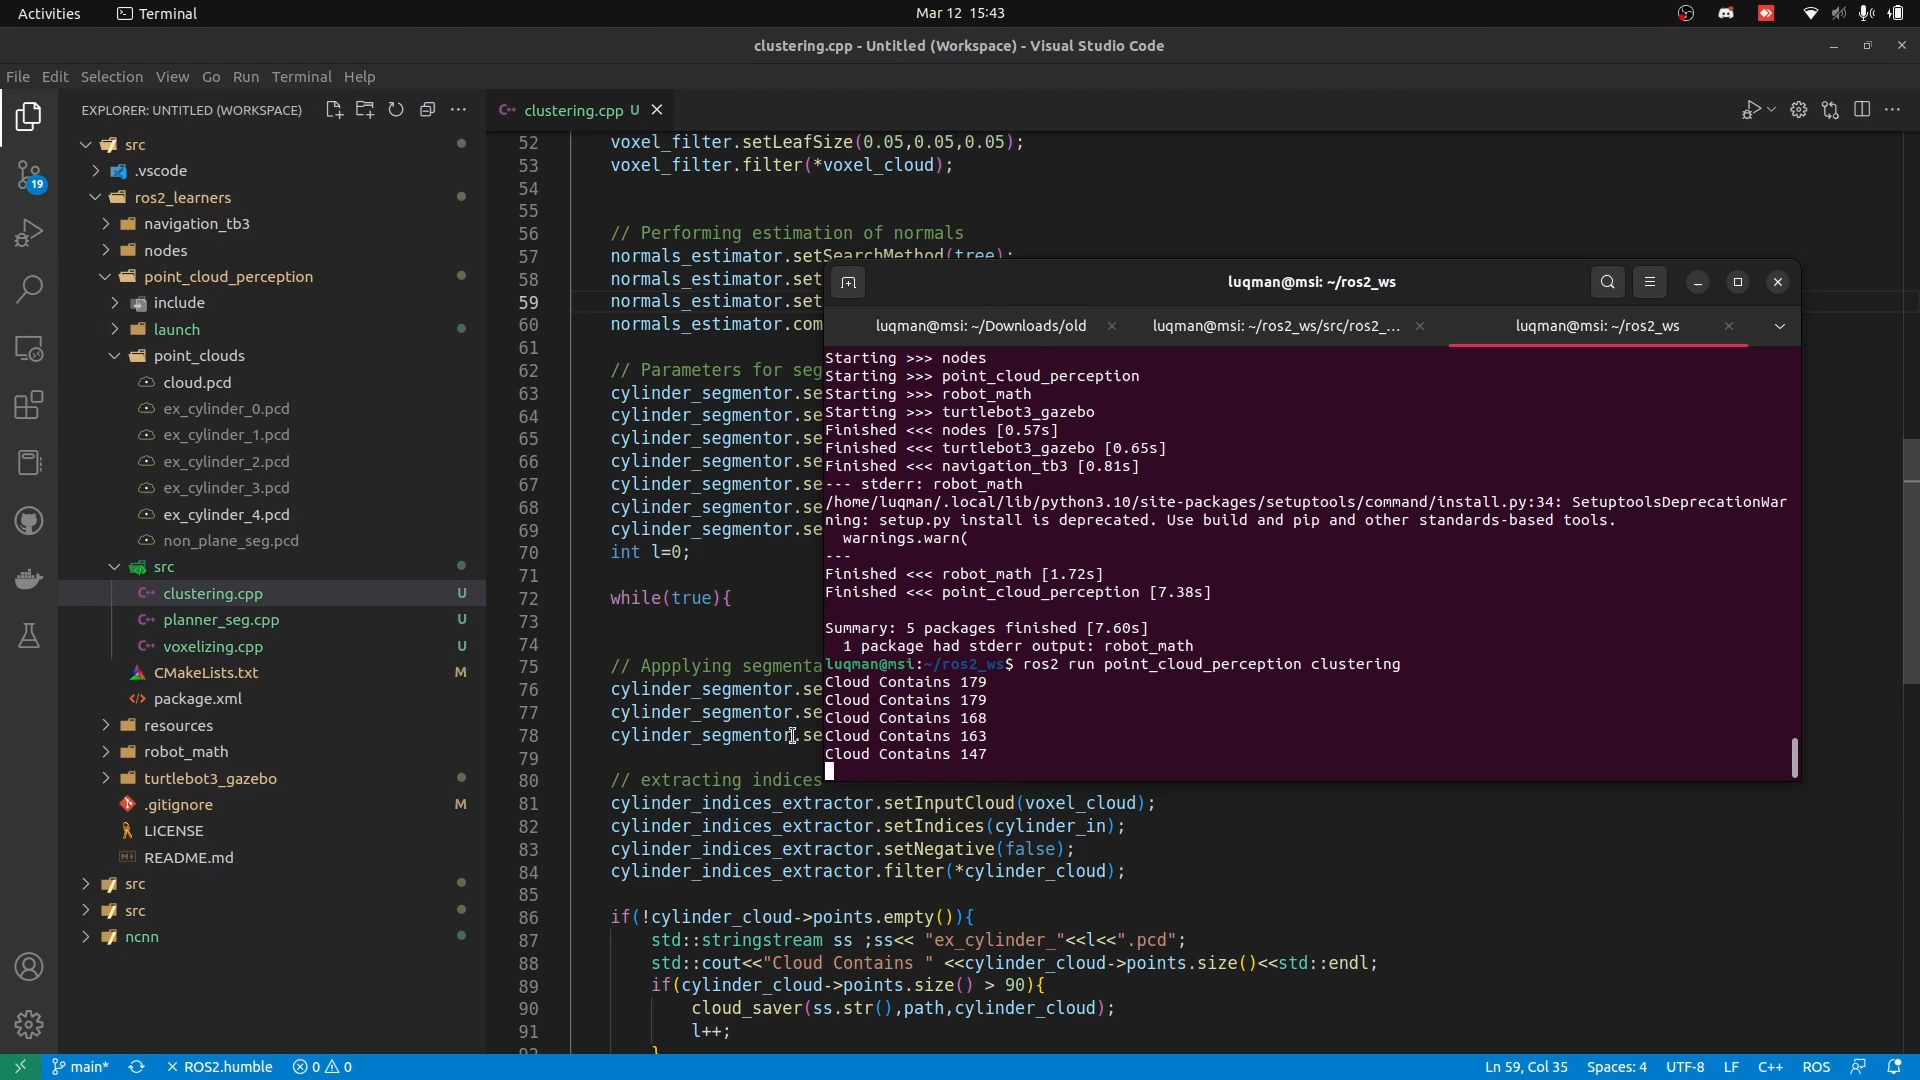 Activities
Terminal
Mar 12 15:43
clustering.cpp - Untitled (Workspace) - Visual Studio Code
File Edit Selection View Go Run Terminal Help
EXPLORER: UNTITLED (WORKSPACE)
src
.vscode
ros2_learners
navigation_tb3
nodes
point_cloud_perception
include
launch
point_clouds
cloud.pcd
ex_cylinder_0.pcd
ex_cylinder_1.pcd
ex_cylinder_2.pcd
ex_cylinder_3.pcd
ex_cylinder_4.pcd
non_plane_seg.pcd
src
clustering.cpp U
planner_seg.cpp U
voxelizing.cpp U
CMakeLists.txt M
package.xml
resources
robot_math
turtlebot3_gazebo
.gitignore M
LICENSE
README.md
src
src
ncnn
19
clustering.cpp U
52 voxel_filter.setLeafSize(0.05,0.05,0.05);
53 voxel_filter.filter(*voxel_cloud);
54
55
56 // Performing estimation of normals
57 normals_estimator.setSearchMethod(tree);
58 normals_estimator.set
59 normals_estimator.set
60 normals_estimator.com
61
62 // Parameters for seg
63 cylinder_segmentor.se
64 cylinder_segmentor.se
65 cylinder_segmentor.se
66 cylinder_segmentor.se
67 cylinder_segmentor.se
68 cylinder_segmentor.se
69 cylinder_segmentor.se
70 int l=0;
71
72 while(true){
73
74
75 // Appplying segmenta
76 cylinder_segmentor.se
77 cylinder_segmentor.se
78 cylinder_segmentor.se
79
80 // extracting indices
81 cylinder_indices_extractor.setInputCloud(voxel_cloud);
82 cylinder_indices_extractor.setIndices(cylinder_in);
83 cylinder_indices_extractor.setNegative(false);
84 cylinder_indices_extractor.filter(*cylinder_cloud);
85
86 if(!cylinder_cloud->points.empty()){
87 std::stringstream ss ;ss<< "ex_cylinder_"<<l<<".pcd";
88 std::cout<<"Cloud Contains " <<cylinder_cloud->points.size()<<std::endl;
89 if(cylinder_cloud->points.size() > 90){
90 cloud_saver(ss.str(),path,cylinder_cloud);
91 l++;
92 }
luqman@msi: ~/ros2_ws
luqman@msi: ~/Downloads/old
luqman@msi: ~/ros2_ws/src/ros2_...
luqman@msi: ~/ros2_ws
Starting >>> nodes
Starting >>> point_cloud_perception
Starting >>> robot_math
Starting >>> turtlebot3_gazebo
Finished <<< nodes [0.57s]
Finished <<< turtlebot3_gazebo [0.65s]
Finished <<< navigation_tb3 [0.81s]
--- stderr: robot_math
/home/luqman/.local/lib/python3.10/site-packages/setuptools/command/install.py:34: SetuptoolsDeprecationWar
ning: setup.py install is deprecated. Use build and pip and other standards-based tools.
warnings.warn(
---
Finished <<< robot_math [1.72s]
Finished <<< point_cloud_perception [7.38s]
Summary: 5 packages finished [7.60s]
1 package had stderr output: robot_math
luqman@msi:~/ros2_ws$ ros2 run point_cloud_perception clustering
Cloud Contains 179
Cloud Contains 179
Cloud Contains 168
Cloud Contains 163
Cloud Contains 147
main* ROS2.humble 0 0
Ln 59, Col 35 Spaces: 4 UTF-8 LF C++ ROS